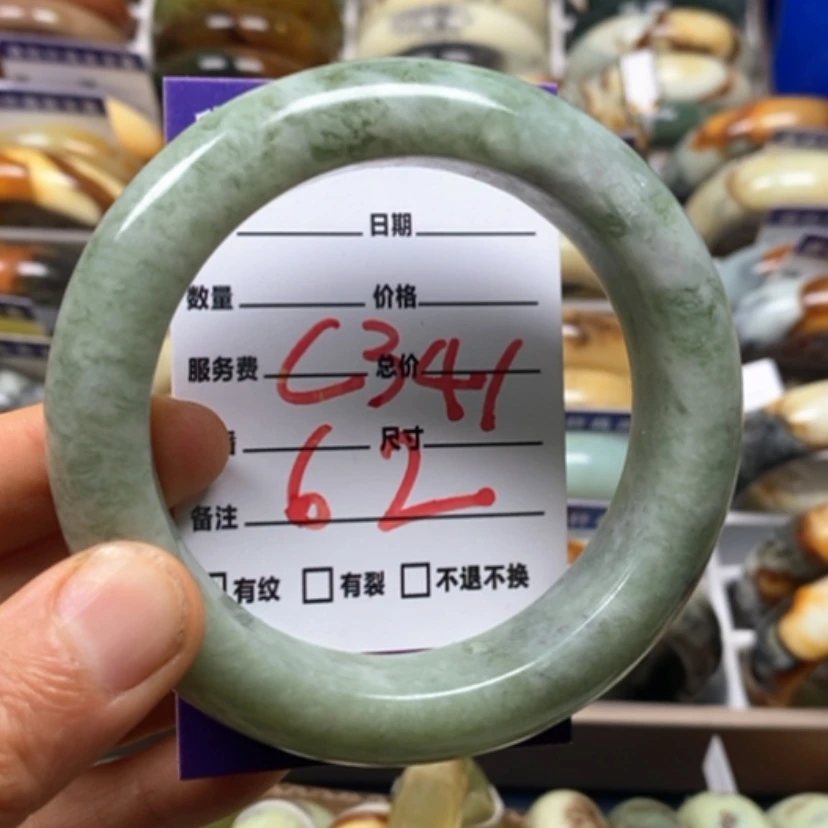 日期
数量 价格
服务费 总价
C341
尺寸
62
备注
有纹 有裂 不退不换